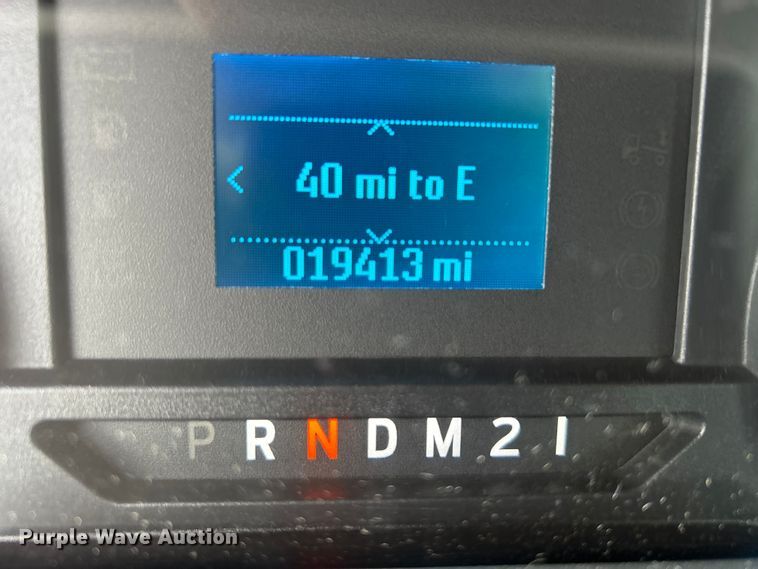 40 mi to E
019413 mi
P R N D M 2 1
Purple Wave Auction